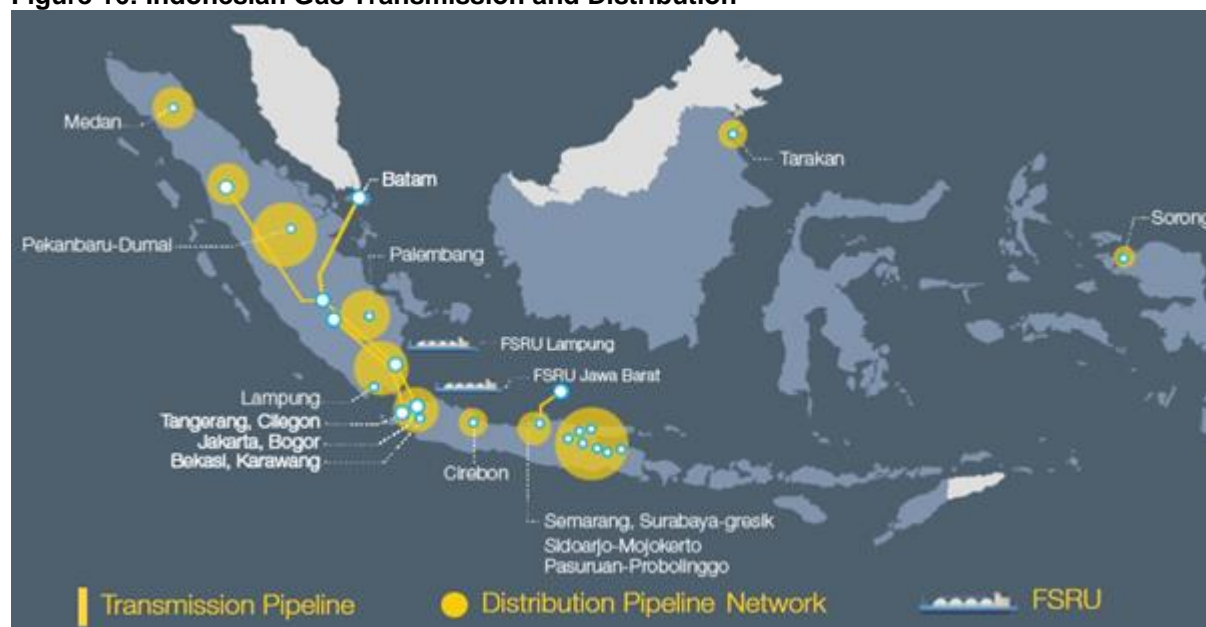 Figure 10: Indonesian Gas Transmission and Distribution
Medan
Batam
Tarakan
Sorong
Pekanbaru-Dumai
Palembang
FSRU Lampung
FSRU Jawa Barat
Lampung
Tangerang, Cilegon
Jakarta, Bogor
Bekasi, Karawang
Cirebon
Semarang, Surabaya-gresik
Sidoarjo-Mojokerto
Pasuruan-Probolinggo
Transmission Pipeline
Distribution Pipeline Network
FSRU